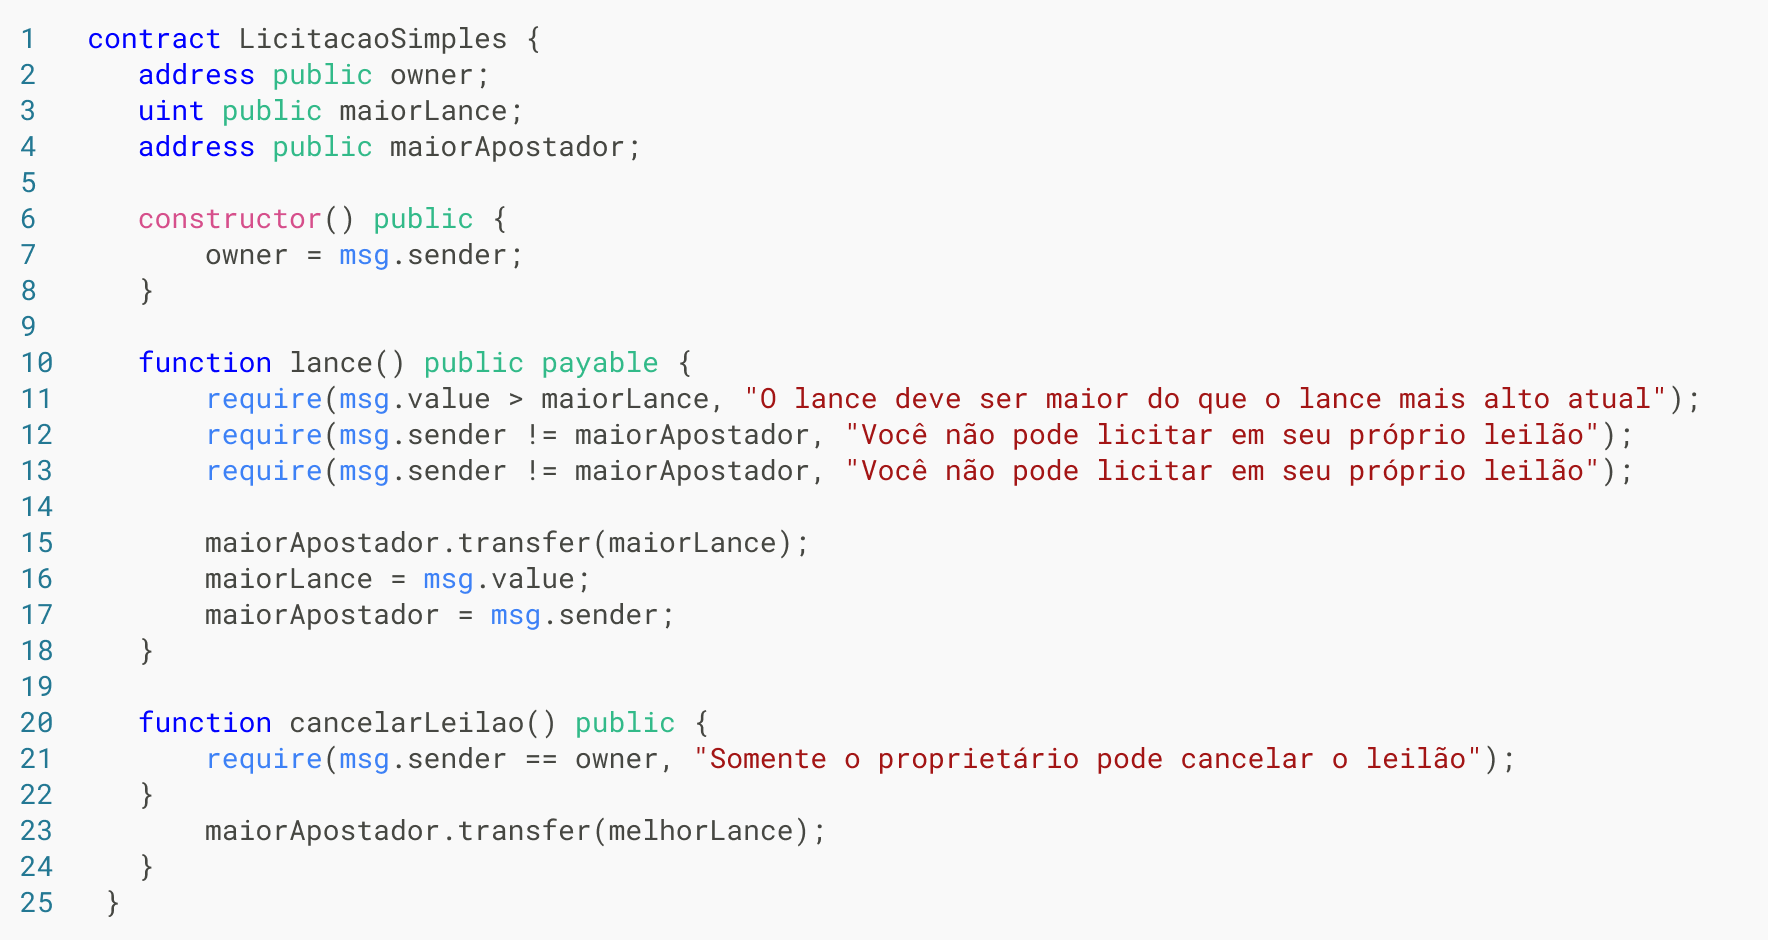 1 contract LicitacaoSimples {
2 address public owner;
3 uint public maiorLance;
4 address public maiorApostador;
5
6 constructor() public {
7 owner = msg.sender;
8 }
9
10 function lance() public payable {
11 require(msg.value > maiorLance, "O lance deve ser maior do que o lance mais alto atual");
12 require(msg.sender != maiorApostador, "Você não pode licitar em seu próprio leilão");
13 require(msg.sender != maiorApostador, "Você não pode licitar em seu próprio leilão");
14
15 maiorApostador.transfer(maiorLance);
16 maiorLance = msg.value;
17 maiorApostador = msg.sender;
18 }
19
20 function cancelarLeilao() public {
21 require(msg.sender == owner, "Somente o proprietário pode cancelar o leilão");
22 }
23 maiorApostador.transfer(melhorLance);
24 }
25 }